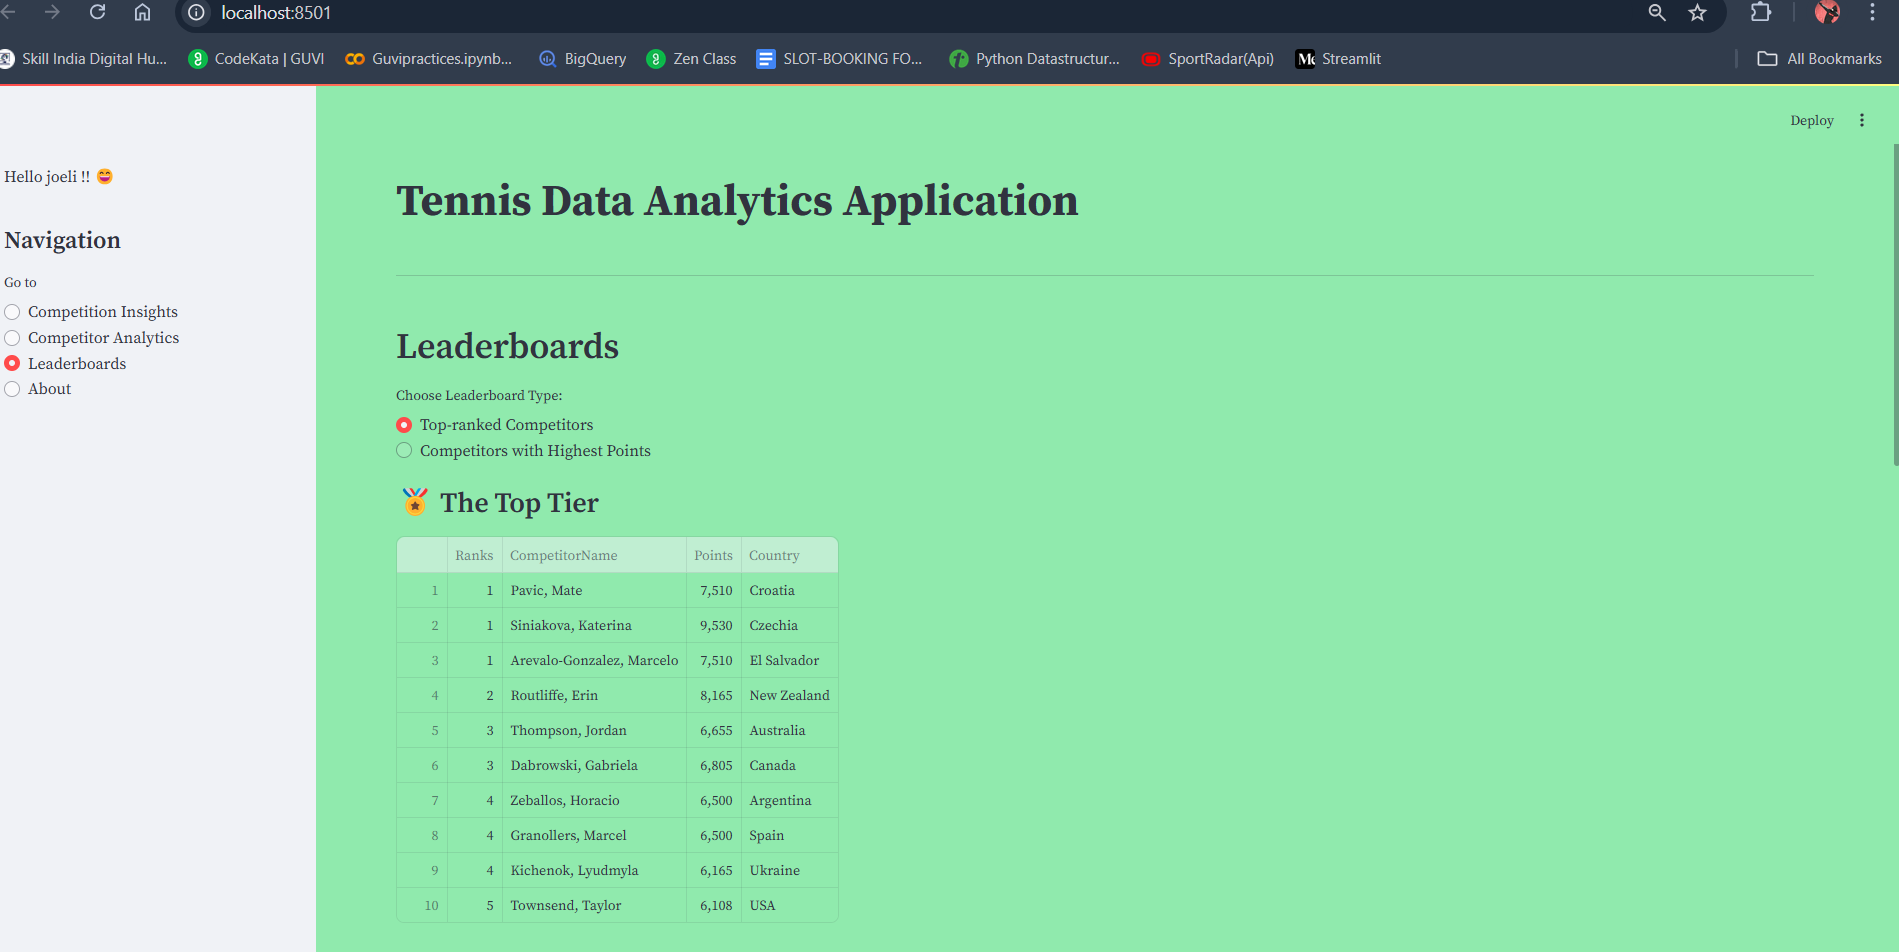 localhost:8501
Skill India Digital Hu... CodeKata | GUVI Guvipractices.ipynb... BigQuery Zen Class SLOT-BOOKING FO... Python Datastructur... SportRadar(Api) Streamlit All Bookmarks
Deploy
Hello joeli !! 😄
Navigation
Go to
Competition Insights
Competitor Analytics
Leaderboards
About
Tennis Data Analytics Application
Leaderboards
Choose Leaderboard Type:
Top-ranked Competitors
Competitors with Highest Points
🏅 The Top Tier
Ranks CompetitorName Points Country
1 1 Pavic, Mate 7,510 Croatia
2 1 Siniakova, Katerina 9,530 Czechia
3 1 Arevalo-Gonzalez, Marcelo 7,510 El Salvador
4 2 Routliffe, Erin 8,165 New Zealand
5 3 Thompson, Jordan 6,655 Australia
6 3 Dabrowski, Gabriela 6,805 Canada
7 4 Zeballos, Horacio 6,500 Argentina
8 4 Granollers, Marcel 6,500 Spain
9 4 Kichenok, Lyudmyla 6,165 Ukraine
10 5 Townsend, Taylor 6,108 USA